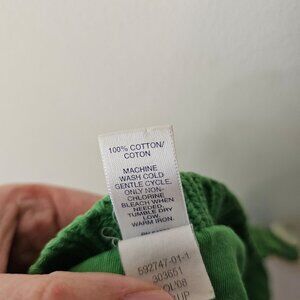 100% COTTON/
COTON
MACHINE
WASH COLD
GENTLE CYCLE.
ONLY NON-
CHLORINE
BLEACH WHEN
NEEDED.
TUMBLE DRY
LOW.
WARM IRON.
592747-01-1
303651